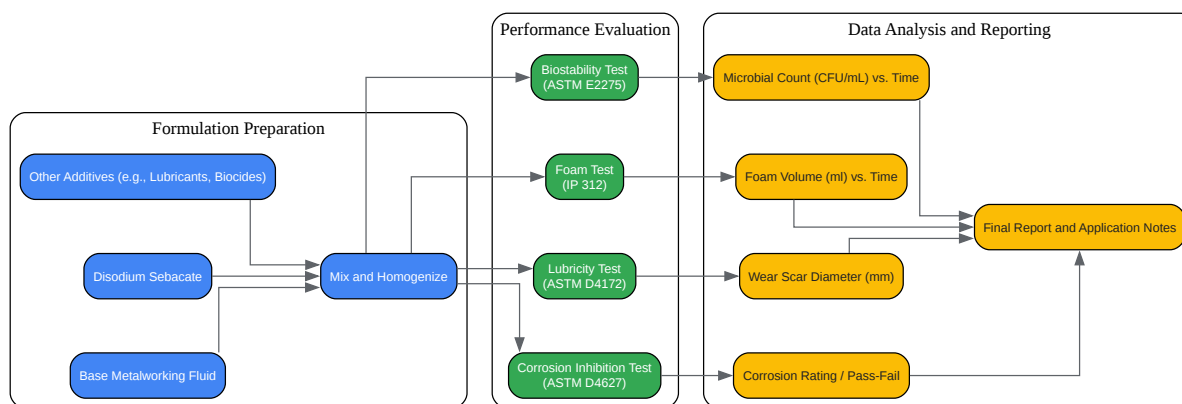 Formulation Preparation
Other Additives (e.g., Lubricants, Biocides)
Disodium Sebacate
Base Metalworking Fluid
Mix and Homogenize
Performance Evaluation
Biostability Test
(ASTM E2275)
Foam Test
(IP 312)
Lubricity Test
(ASTM D4172)
Corrosion Inhibition Test
(ASTM D4627)
Data Analysis and Reporting
Microbial Count (CFU/mL) vs. Time
Foam Volume (ml) vs. Time
Wear Scar Diameter (mm)
Corrosion Rating / Pass-Fail
Final Report and Application Notes